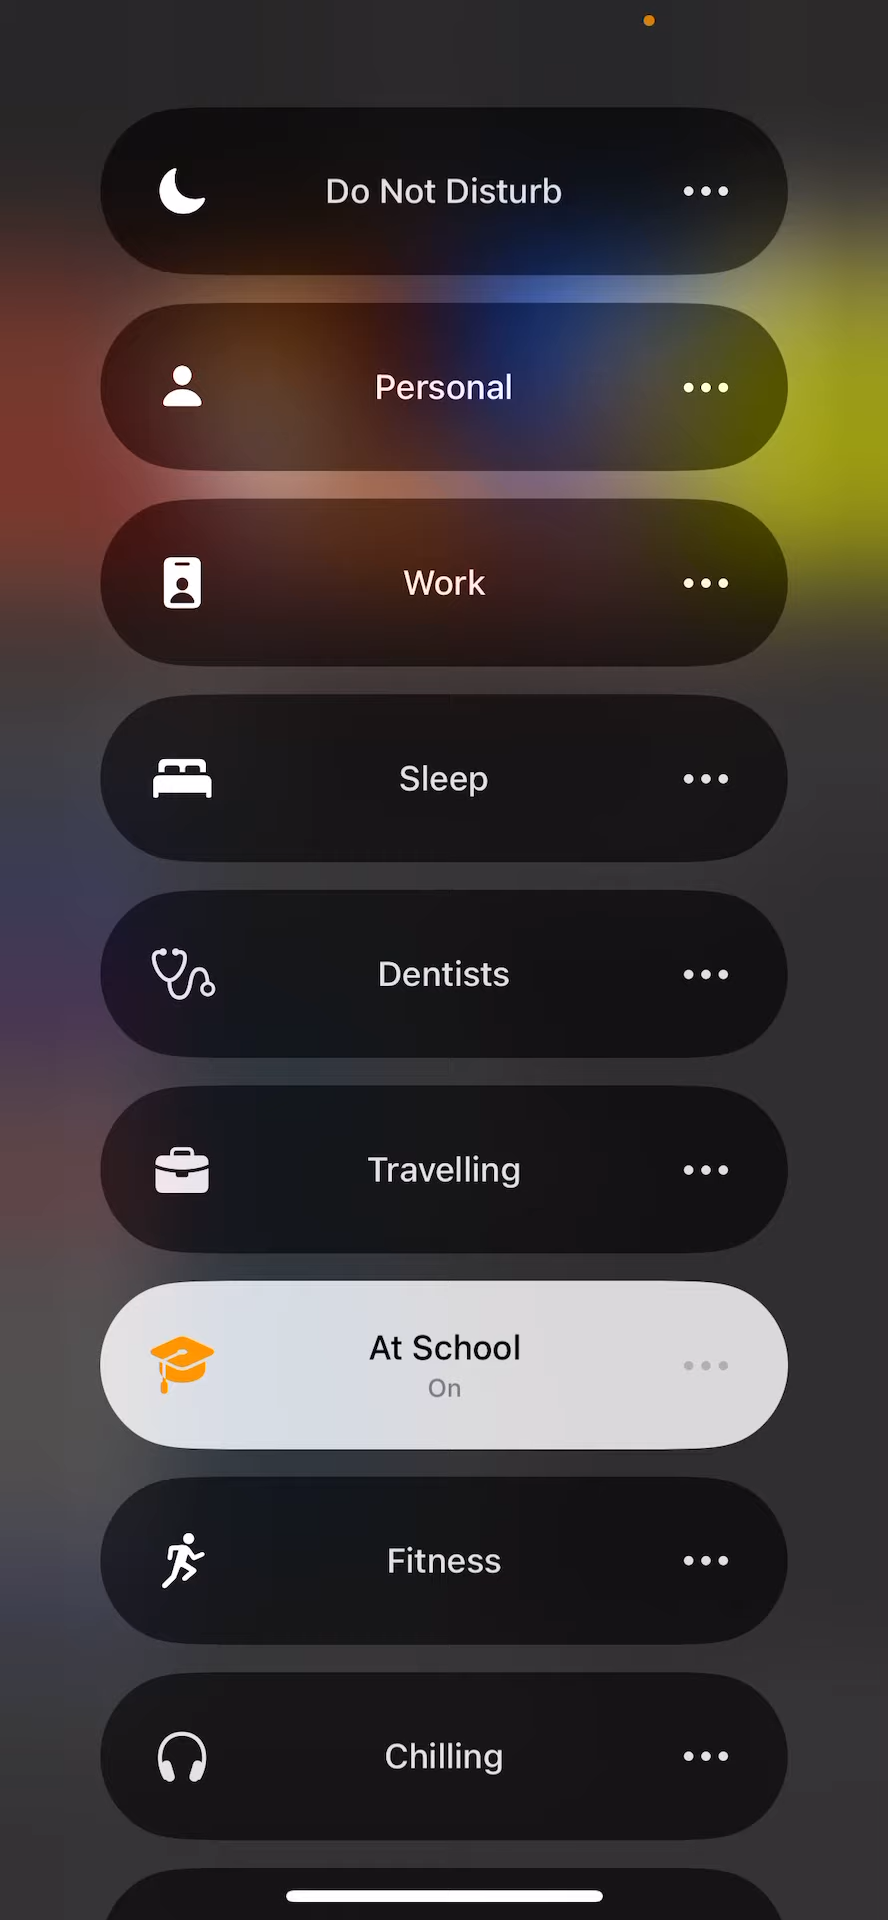 Do Not Disturb
Personal
Work
Sleep
Dentists
Travelling
At School
On
Fitness
Chilling